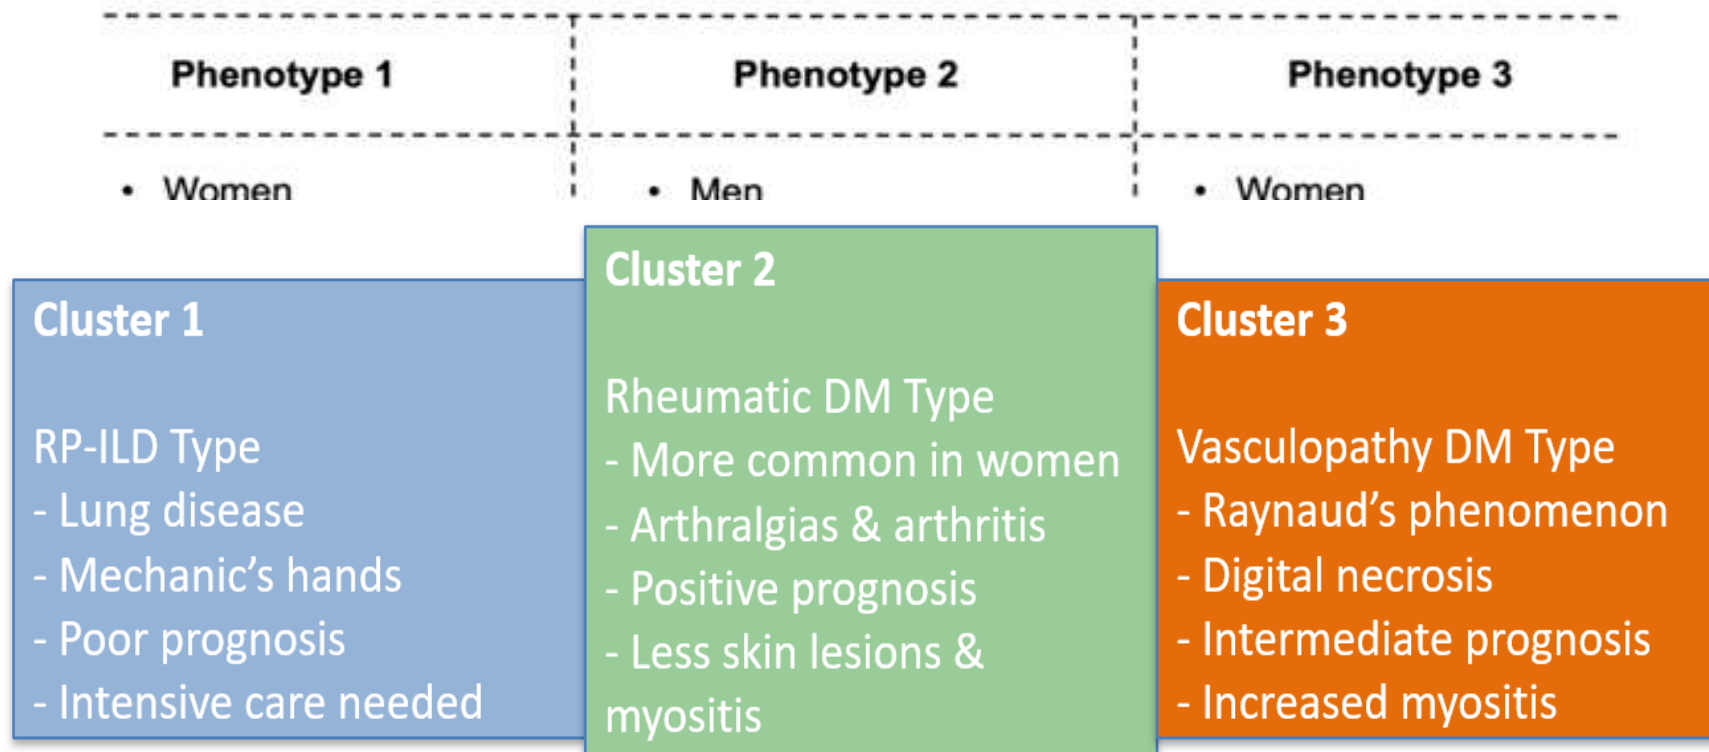 Phenotype 1
Phenotype 2
Phenotype 3
• Women
• Men
• Women
Cluster 1
RP-ILD Type
- Lung disease
- Mechanic's hands
- Poor prognosis
- Intensive care needed
Cluster 2
Rheumatic DM Type
- More common in women
- Arthralgias & arthritis
- Positive prognosis
- Less skin lesions &
myositis
Cluster 3
Vasculopathy DM Type
- Raynaud's phenomenon
- Digital necrosis
- Intermediate prognosis
- Increased myositis